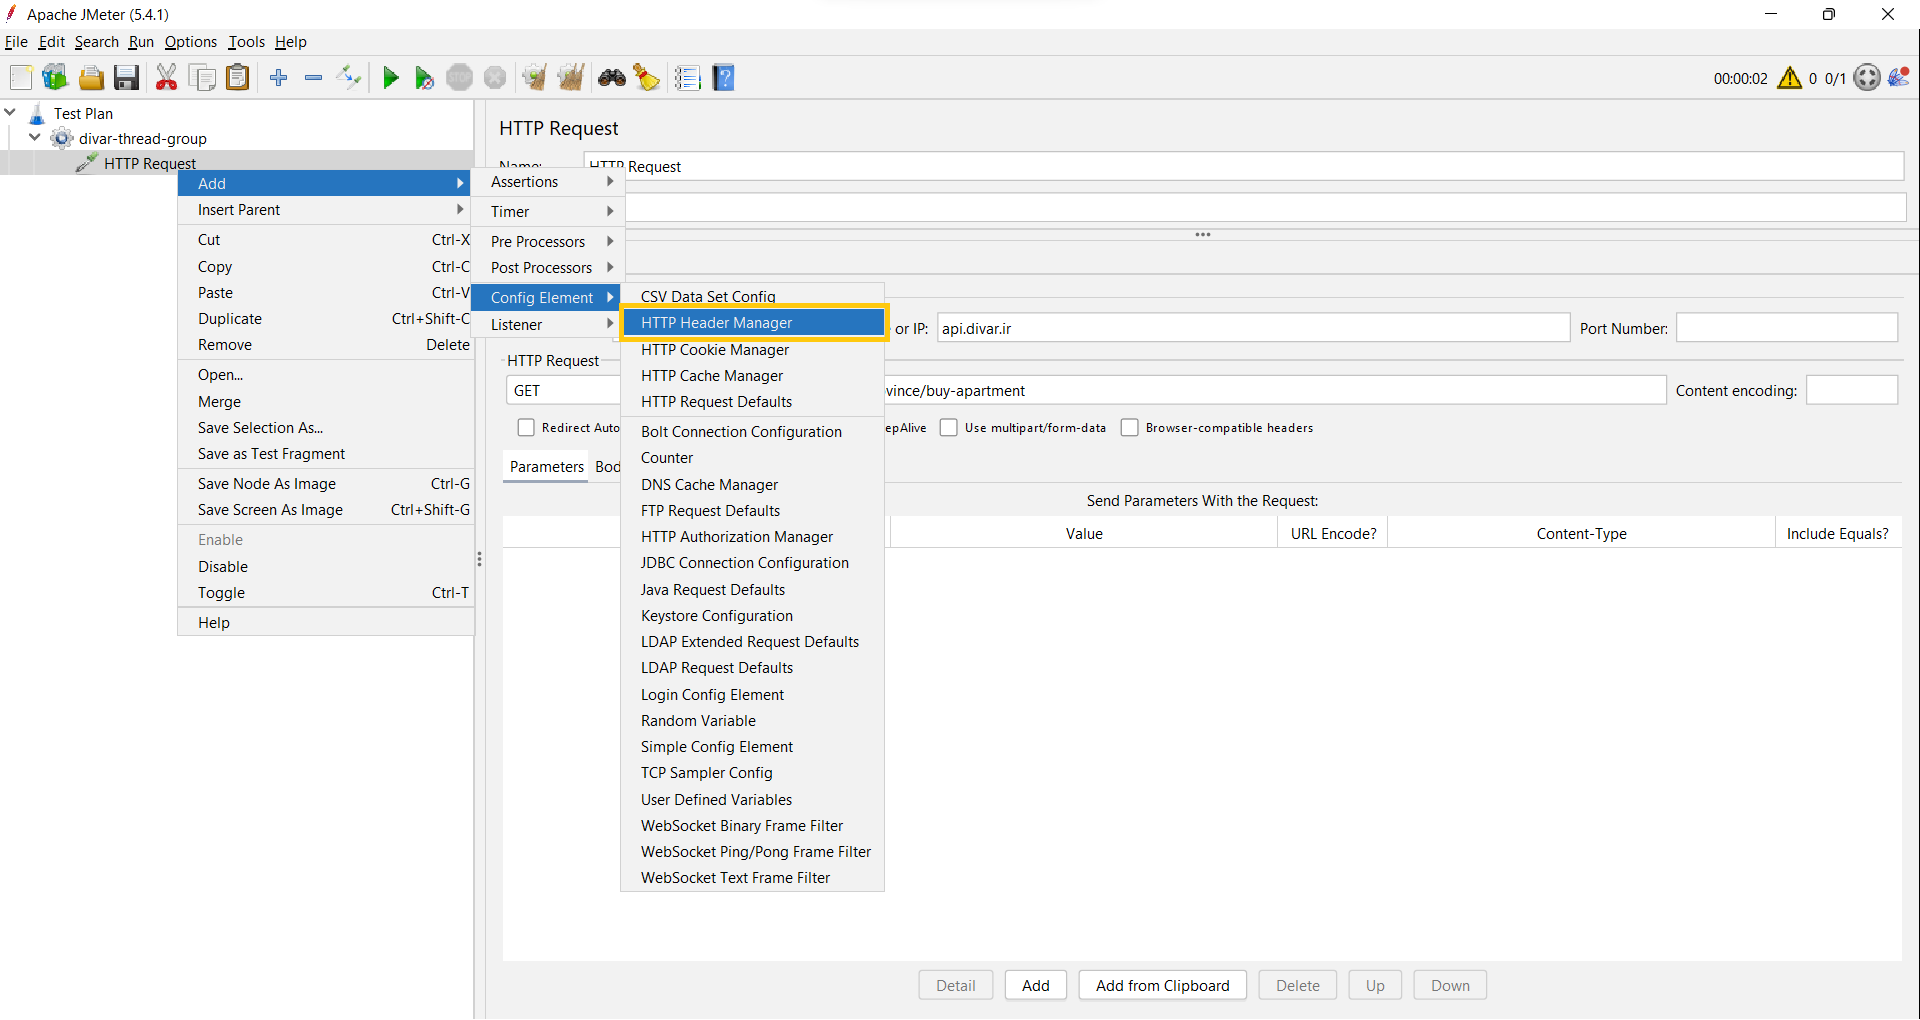 Apache JMeter (5.4.1)
File Edit Search Run Options Tools Help
STOP
00:00:02 0 0/1
Test Plan
divar-thread-group
HTTP Request
HTTP Request
Name: HTTP Request
Add
Insert Parent
Cut Ctrl-X
Copy Ctrl-C
Paste Ctrl-V
Duplicate Ctrl+Shift-C
Remove Delete
Open...
Merge
Save Selection As...
Save as Test Fragment
Save Node As Image Ctrl-G
Save Screen As Image Ctrl+Shift-G
Enable
Disable
Toggle Ctrl-T
Help
Assertions
Timer
Pre Processors
Post Processors
Config Element
Listener
CSV Data Set Config
HTTP Header Manager
HTTP Cookie Manager
HTTP Cache Manager
HTTP Request Defaults
Bolt Connection Configuration
Counter
DNS Cache Manager
FTP Request Defaults
HTTP Authorization Manager
JDBC Connection Configuration
Java Request Defaults
Keystore Configuration
LDAP Extended Request Defaults
LDAP Request Defaults
Login Config Element
Random Variable
Simple Config Element
TCP Sampler Config
User Defined Variables
WebSocket Binary Frame Filter
WebSocket Ping/Pong Frame Filter
WebSocket Text Frame Filter
or IP: api.divar.ir Port Number:
HTTP Request
GET vince/buy-apartment Content encoding:
Redirect Auto epAlive Use multipart/form-data Browser-compatible headers
Parameters Bod
Send Parameters With the Request:
Value URL Encode? Content-Type Include Equals?
Detail Add Add from Clipboard Delete Up Down